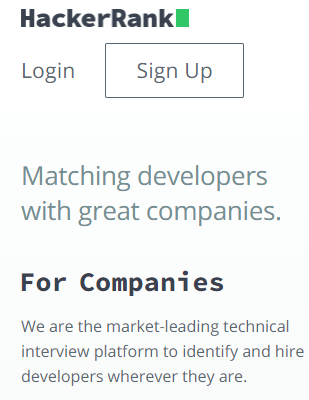 HackerRank
Login
Sign Up
Matching developers
with great companies.
For Companies
We are the market-leading technical
interview platform to identify and hire
developers wherever they are.